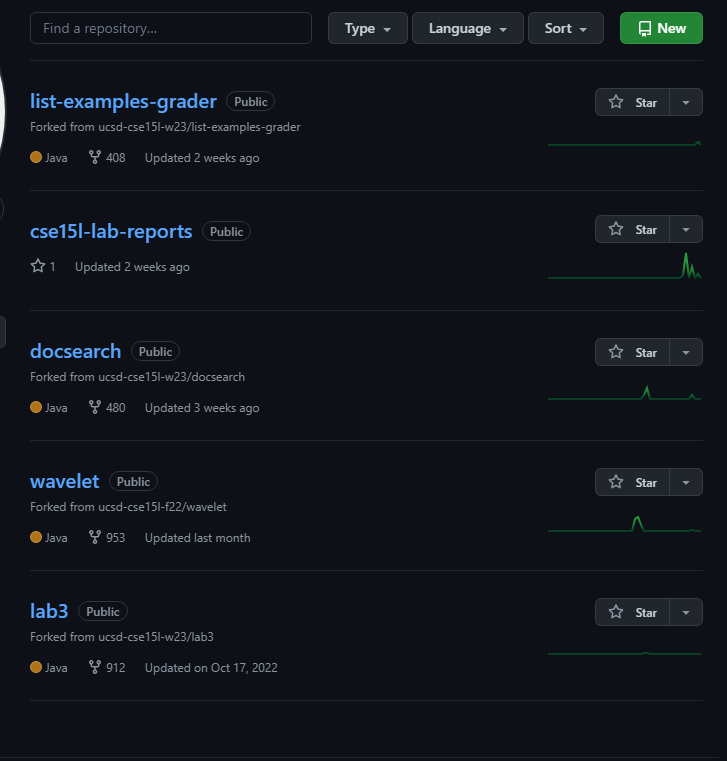 Find a repository... Type Language Sort New
list-examples-grader Public Star
Forked from ucsd-cse15l-w23/list-examples-grader
Java 408 Updated 2 weeks ago
cse15l-lab-reports Public Star
1 Updated 2 weeks ago
docsearch Public Star
Forked from ucsd-cse15l-w23/docsearch
Java 480 Updated 3 weeks ago
wavelet Public Star
Forked from ucsd-cse15l-f22/wavelet
Java 953 Updated last month
lab3 Public Star
Forked from ucsd-cse15l-w23/lab3
Java 912 Updated on Oct 17, 2022